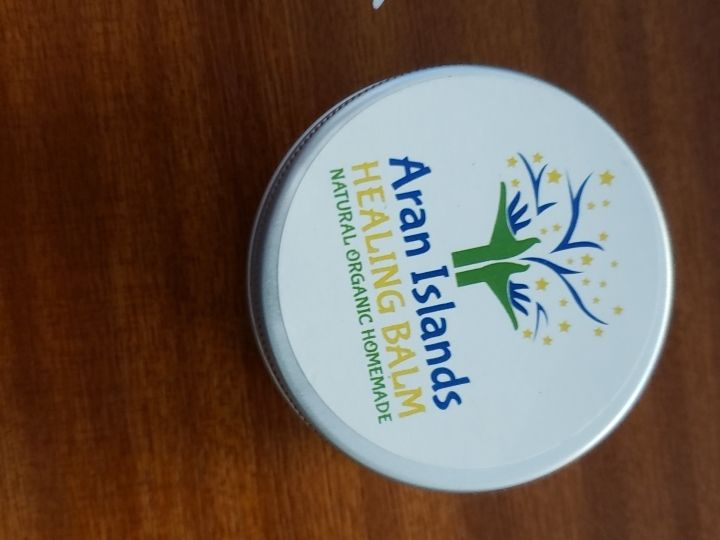 Aran Islands
HEALING BALM
NATURAL ORGANIC HOMEMADE